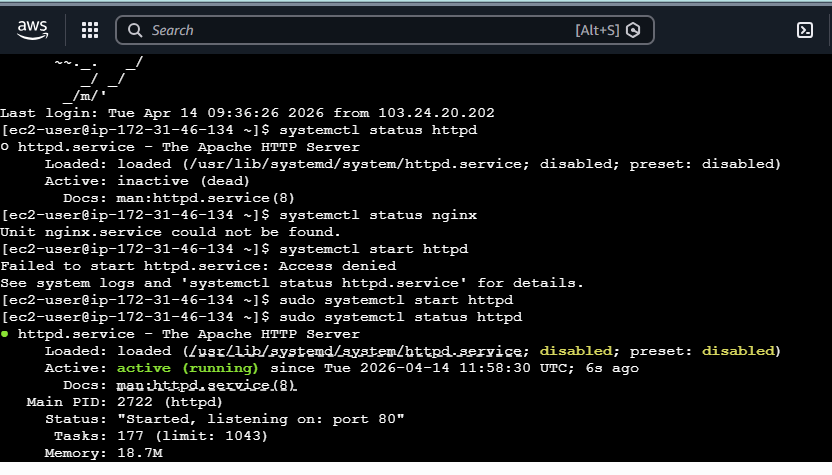 aws
Search
[Alt+S]
~~._.   _/
_/ _/
_/m/'
Last login: Tue Apr 14 09:36:26 2026 from 103.24.20.202
[ec2-user@ip-172-31-46-134 ~]$ systemctl status httpd
○ httpd.service - The Apache HTTP Server
     Loaded: loaded (/usr/lib/systemd/system/httpd.service; disabled; preset: disabled)
     Active: inactive (dead)
       Docs: man:httpd.service(8)
[ec2-user@ip-172-31-46-134 ~]$ systemctl status nginx
Unit nginx.service could not be found.
[ec2-user@ip-172-31-46-134 ~]$ systemctl start httpd
Failed to start httpd.service: Access denied
See system logs and 'systemctl status httpd.service' for details.
[ec2-user@ip-172-31-46-134 ~]$ sudo systemctl start httpd
[ec2-user@ip-172-31-46-134 ~]$ sudo systemctl status httpd
● httpd.service - The Apache HTTP Server
     Loaded: loaded (/usr/lib/systemd/system/httpd.service; disabled; preset: disabled)
     Active: active (running) since Tue 2026-04-14 11:58:30 UTC; 6s ago
       Docs: man:httpd.service(8)
   Main PID: 2722 (httpd)
     Status: "Started, listening on: port 80"
      Tasks: 177 (limit: 1043)
     Memory: 18.7M